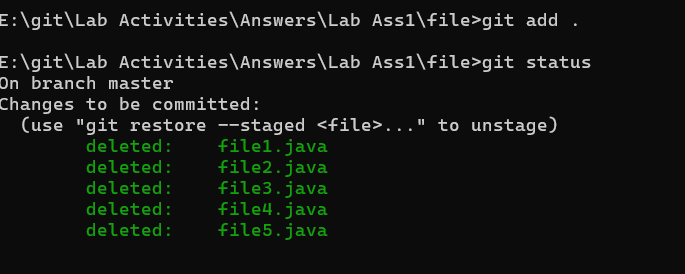 E:\git\Lab Activities\Answers\Lab Ass1\file>git add .
E:\git\Lab Activities\Answers\Lab Ass1\file>git status
On branch master
Changes to be committed:
  (use "git restore --staged <file>..." to unstage)
        deleted:    file1.java
        deleted:    file2.java
        deleted:    file3.java
        deleted:    file4.java
        deleted:    file5.java